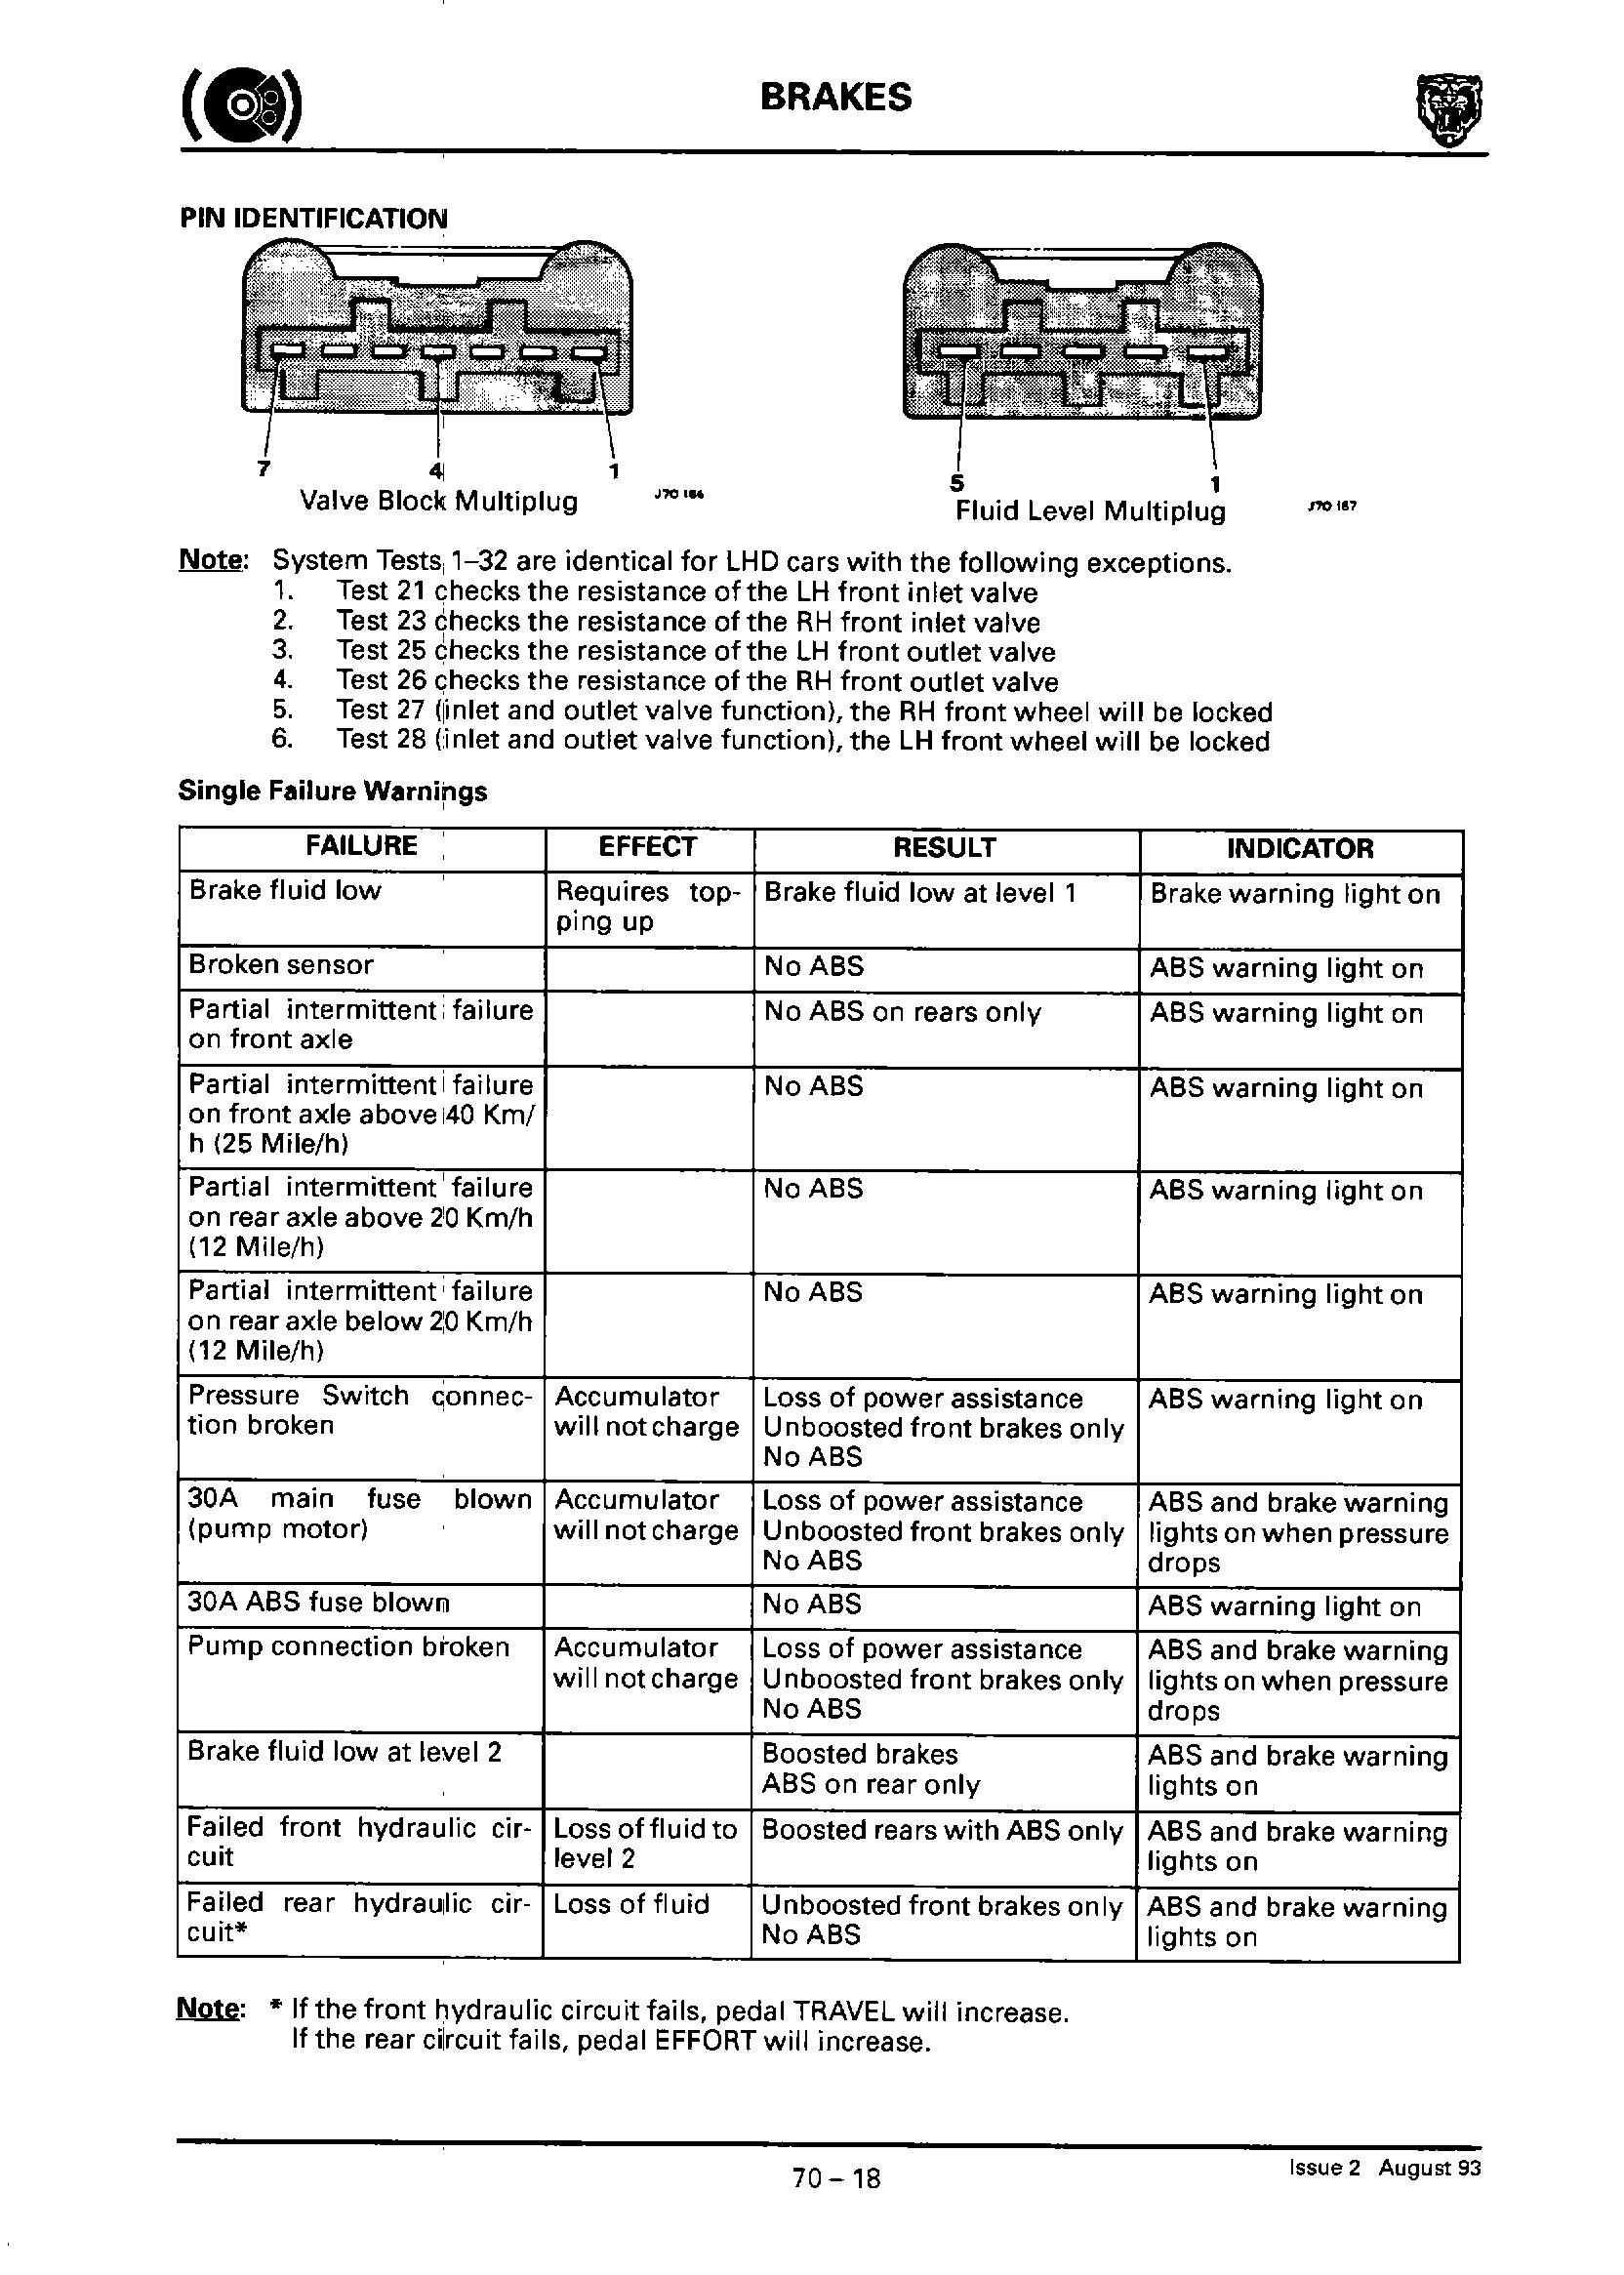 BRAKES
PIN IDENTIFICATION
7 4 1
Valve Block Multiplug
J70 166
5 1
Fluid Level Multiplug
J70 167
Note: System Tests 1–32 are identical for LHD cars with the following exceptions.
1. Test 21 checks the resistance of the LH front inlet valve
2. Test 23 checks the resistance of the RH front inlet valve
3. Test 25 checks the resistance of the LH front outlet valve
4. Test 26 checks the resistance of the RH front outlet valve
5. Test 27 (inlet and outlet valve function), the RH front wheel will be locked
6. Test 28 (inlet and outlet valve function), the LH front wheel will be locked
Single Failure Warnings
FAILURE EFFECT RESULT INDICATOR
Brake fluid low
Requires top-
ping up
Brake fluid low at level 1
Brake warning light on
Broken sensor
No ABS
ABS warning light on
Partial intermittent failure
on front axle
No ABS on rears only
ABS warning light on
Partial intermittent failure
on front axle above 40 Km/
h (25 Mile/h)
No ABS
ABS warning light on
Partial intermittent failure
on rear axle above 20 Km/h
(12 Mile/h)
No ABS
ABS warning light on
Partial intermittent failure
on rear axle below 20 Km/h
(12 Mile/h)
No ABS
ABS warning light on
Pressure Switch connec-
tion broken
Accumulator
will not charge
Loss of power assistance
Unboosted front brakes only
No ABS
ABS warning light on
30A main fuse blown
(pump motor)
Accumulator
will not charge
Loss of power assistance
Unboosted front brakes only
No ABS
ABS and brake warning
lights on when pressure
drops
30A ABS fuse blown
No ABS
ABS warning light on
Pump connection broken
Accumulator
will not charge
Loss of power assistance
Unboosted front brakes only
No ABS
ABS and brake warning
lights on when pressure
drops
Brake fluid low at level 2
Boosted brakes
ABS on rear only
ABS and brake warning
lights on
Failed front hydraulic cir-
cuit
Loss of fluid to
level 2
Boosted rears with ABS only
ABS and brake warning
lights on
Failed rear hydraulic cir-
cuit*
Loss of fluid
Unboosted front brakes only
No ABS
ABS and brake warning
lights on
Note: * If the front hydraulic circuit fails, pedal TRAVEL will increase.
If the rear circuit fails, pedal EFFORT will increase.
70 – 18
Issue 2 August 93